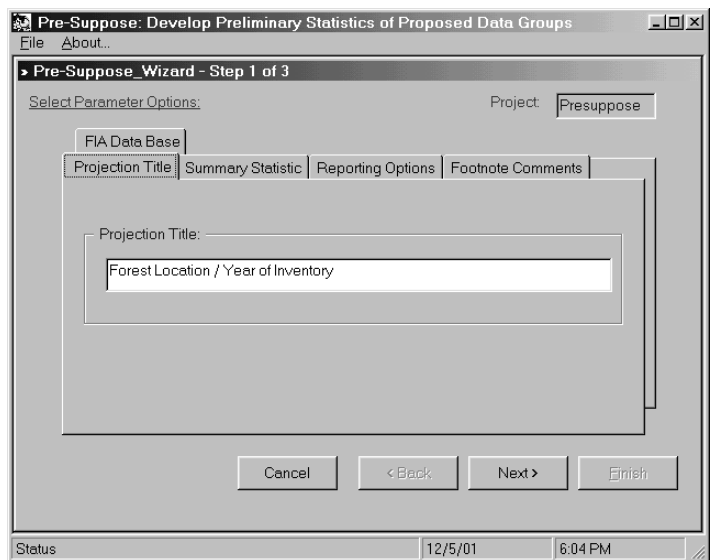 Pre-Suppose: Develop Preliminary Statistics of Proposed Data Groups
File About...
» Pre-Suppose_Wizard - Step 1 of 3
Select Parameter Options:
Project: Presuppose
FIA Data Base
Projection Title Summary Statistic Reporting Options Footnote Comments
Projection Title:
Forest Location / Year of Inventory
Cancel < Back Next > Finish
Status 12/5/01 6:04 PM